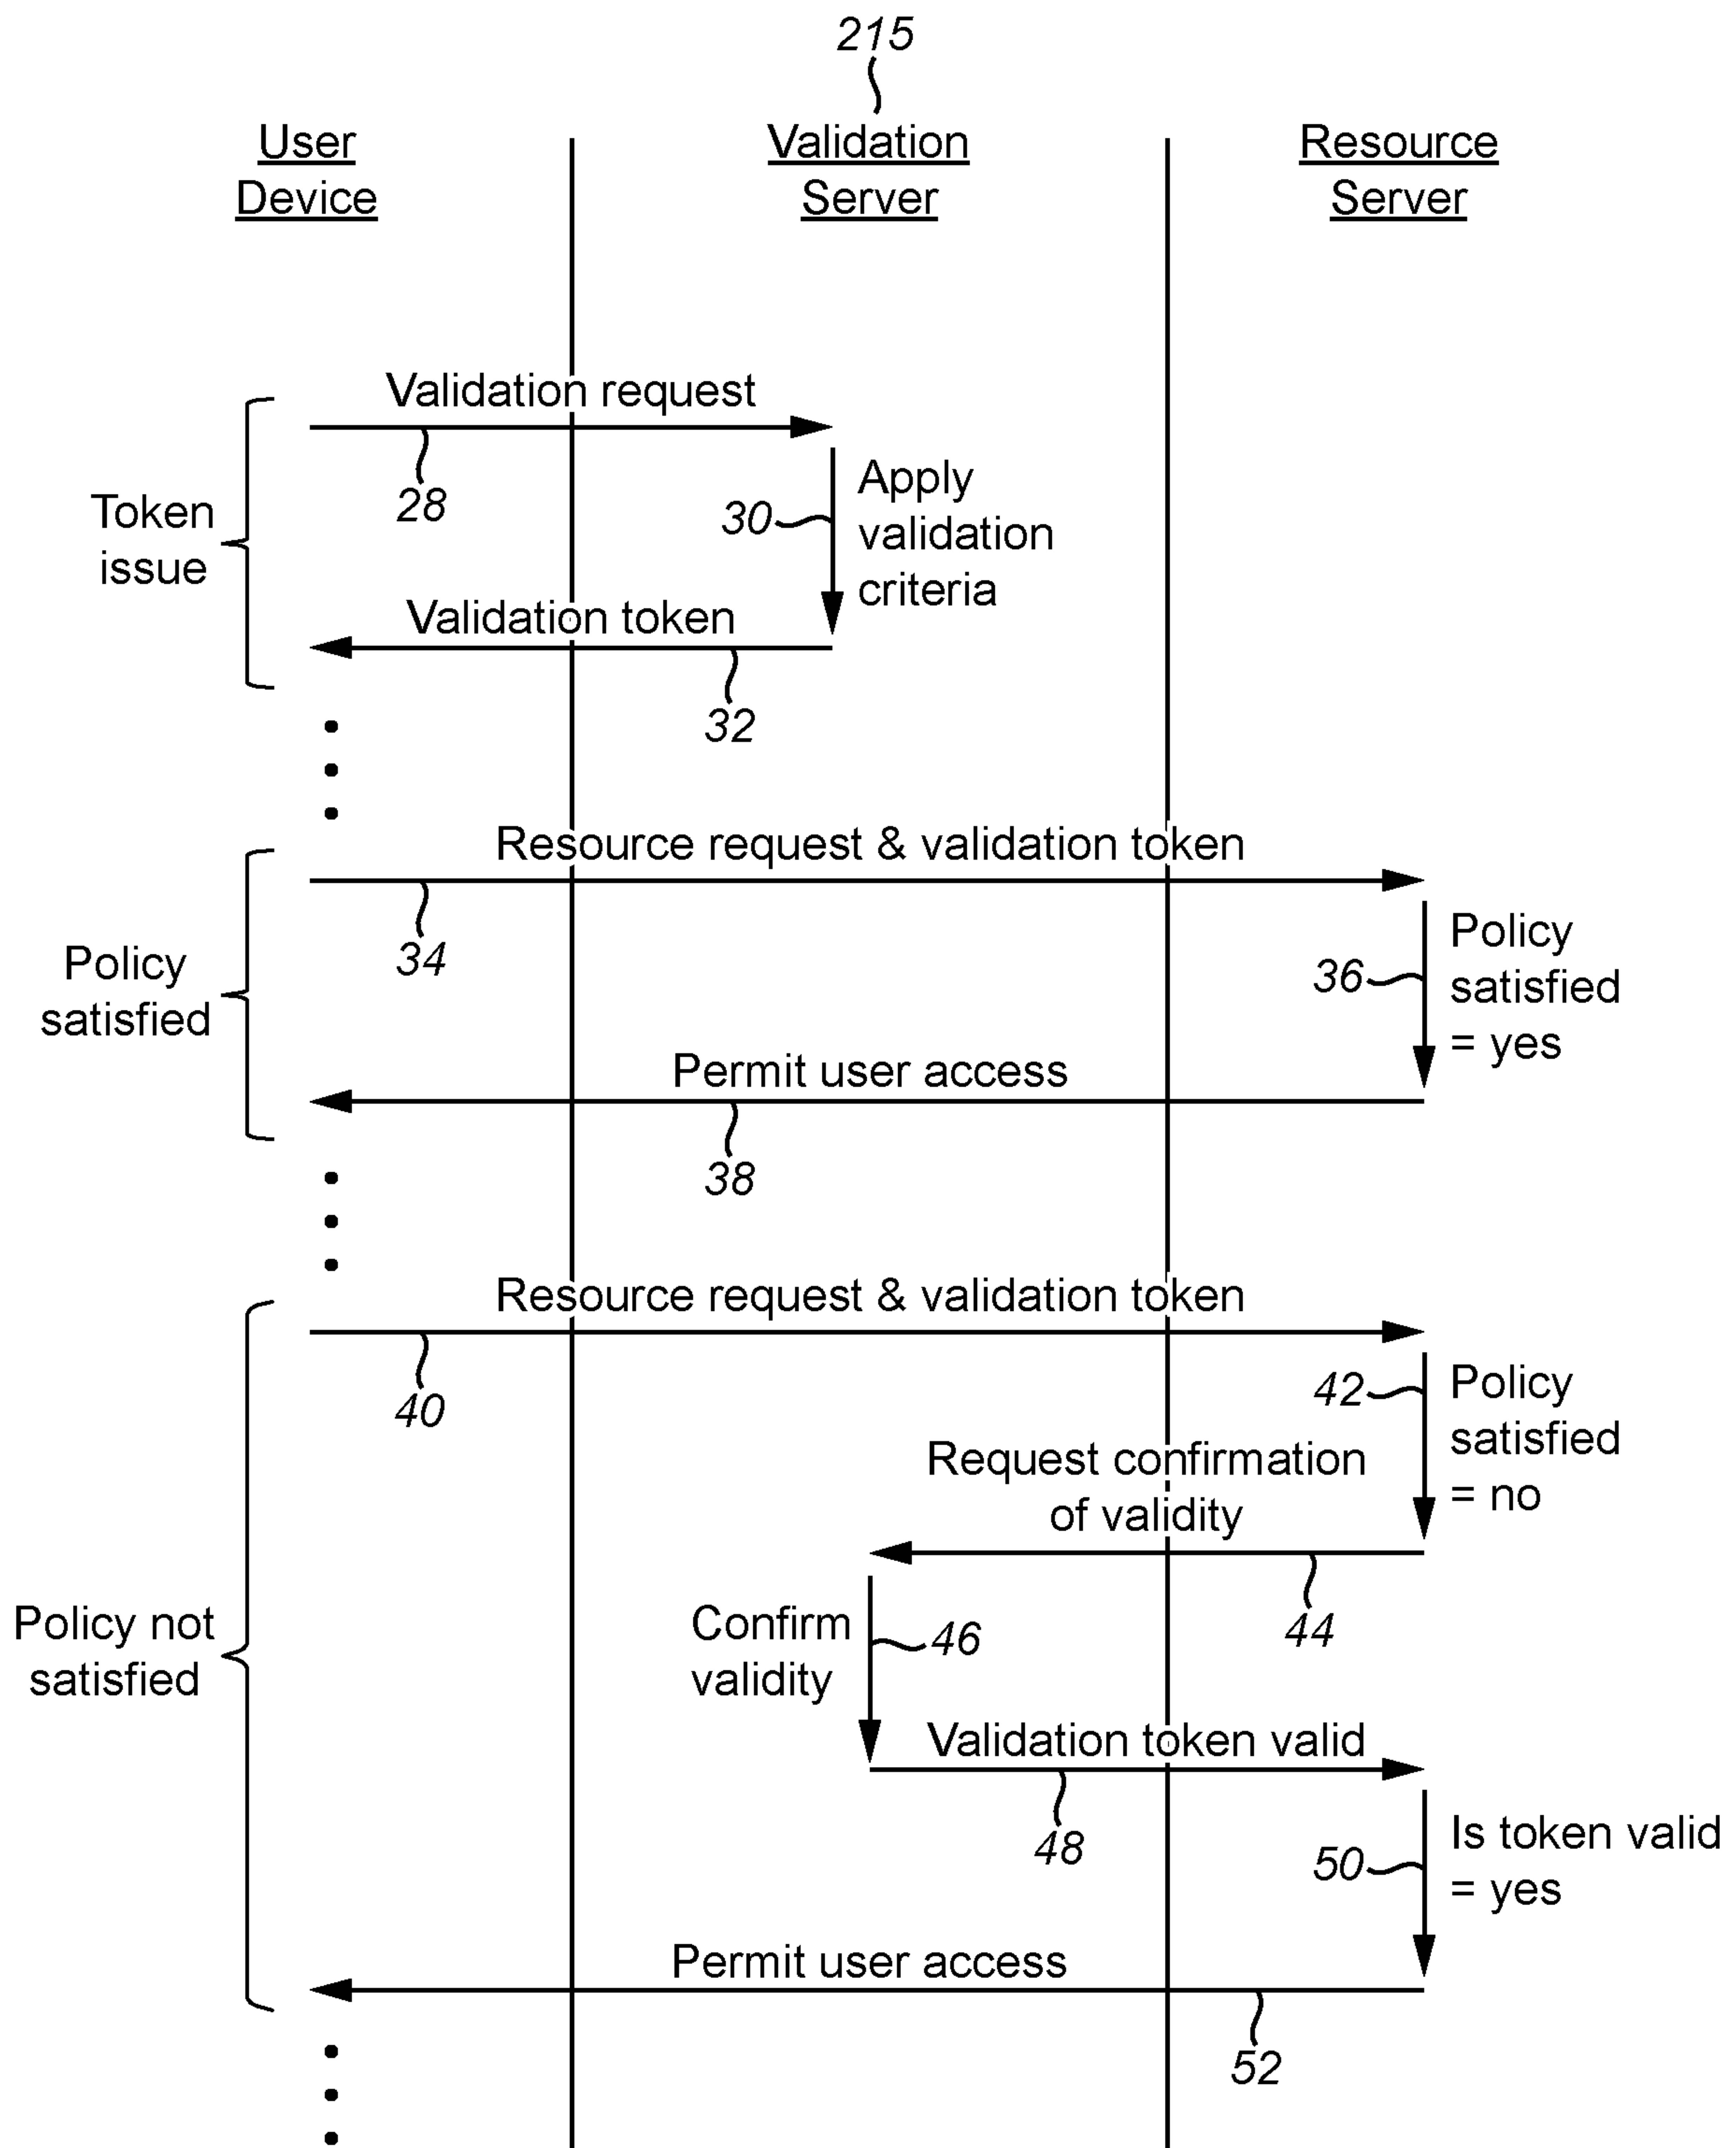 215
User
Device
Validation
Server
Resource
Server
Validation request
28
Token
issue
30
Apply
validation
criteria
Validation token
32
Resource request & validation token
34
Policy
satisfied
36
Policy
satisfied
= yes
Permit user access
38
Resource request & validation token
40
42
Policy
satisfied
= no
Request confirmation
of validity
44
Policy not
satisfied
Confirm
validity
46
Validation token valid
48
50
Is token valid
= yes
Permit user access
52